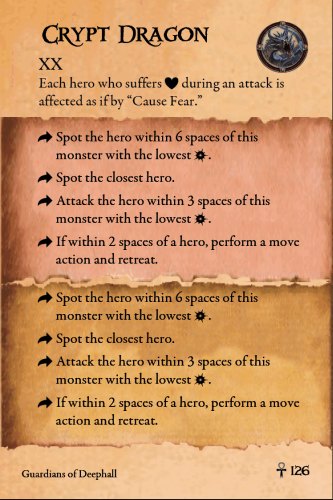 Crypt Dragon
XX
Each hero who suffers during an attack is
affected as if by “Cause Fear.”
Spot the hero within 6 spaces of this
monster with the lowest .
Spot the closest hero.
Attack the hero within 3 spaces of this
monster with the lowest .
If within 2 spaces of a hero, perform a move
action and retreat.
Spot the hero within 6 spaces of this
monster with the lowest .
Spot the closest hero.
Attack the hero within 3 spaces of this
monster with the lowest .
If within 2 spaces of a hero, perform a move
action and retreat.
Guardians of Deephall
126